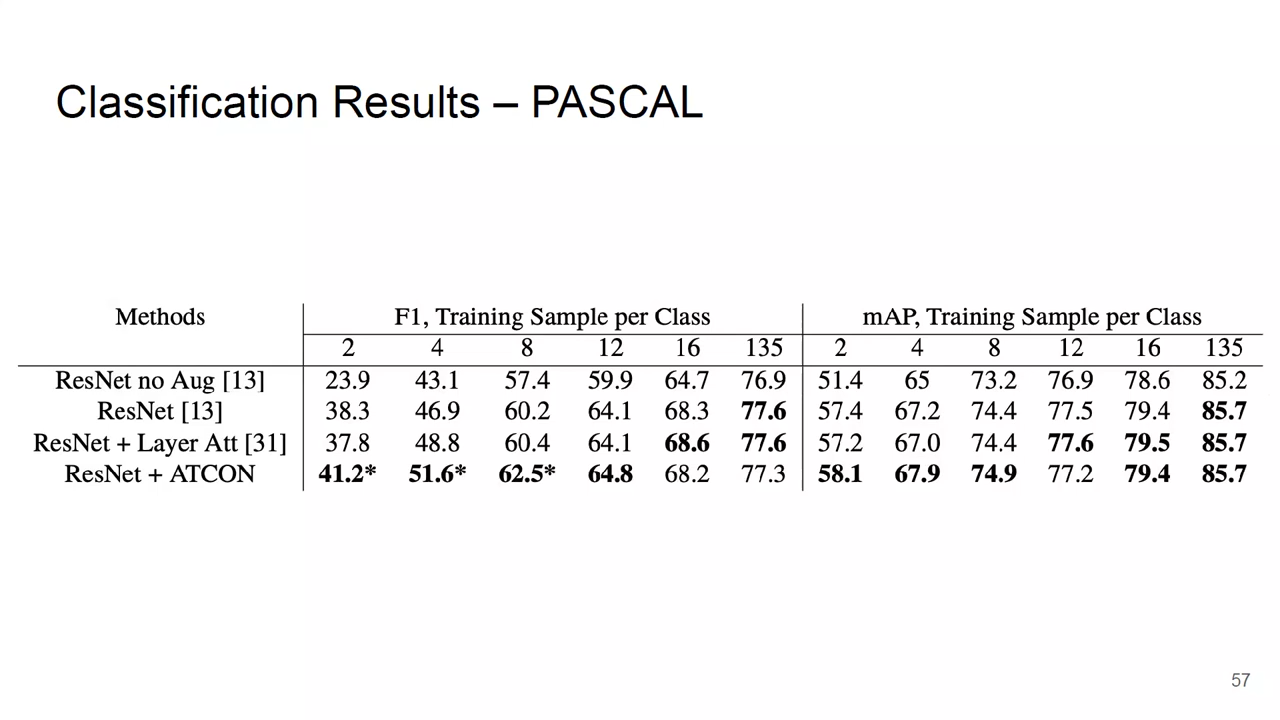 Classification Results – PASCAL
Methods F1, Training Sample per Class mAP, Training Sample per Class
2 4 8 12 16 135 2 4 8 12 16 135
ResNet no Aug [13] 23.9 43.1 57.4 59.9 64.7 76.9 51.4 65 73.2 76.9 78.6 85.2
ResNet [13] 38.3 46.9 60.2 64.1 68.3 77.6 57.4 67.2 74.4 77.5 79.4 85.7
ResNet + Layer Att [31] 37.8 48.8 60.4 64.1 68.6 77.6 57.2 67.0 74.4 77.6 79.5 85.7
ResNet + ATCON 41.2* 51.6* 62.5* 64.8 68.2 77.3 58.1 67.9 74.9 77.2 79.4 85.7
57